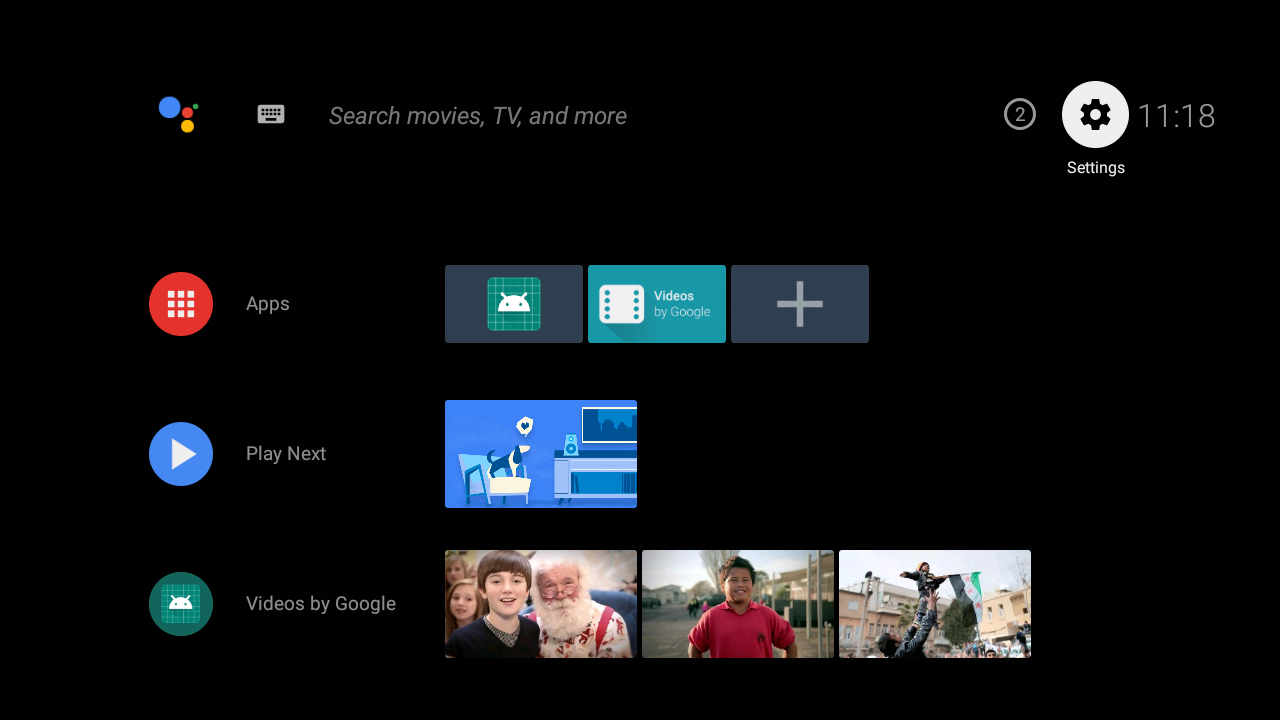 Search movies, TV, and more
2
11:18
Settings
Apps
Videos
by Google
Play Next
Videos by Google